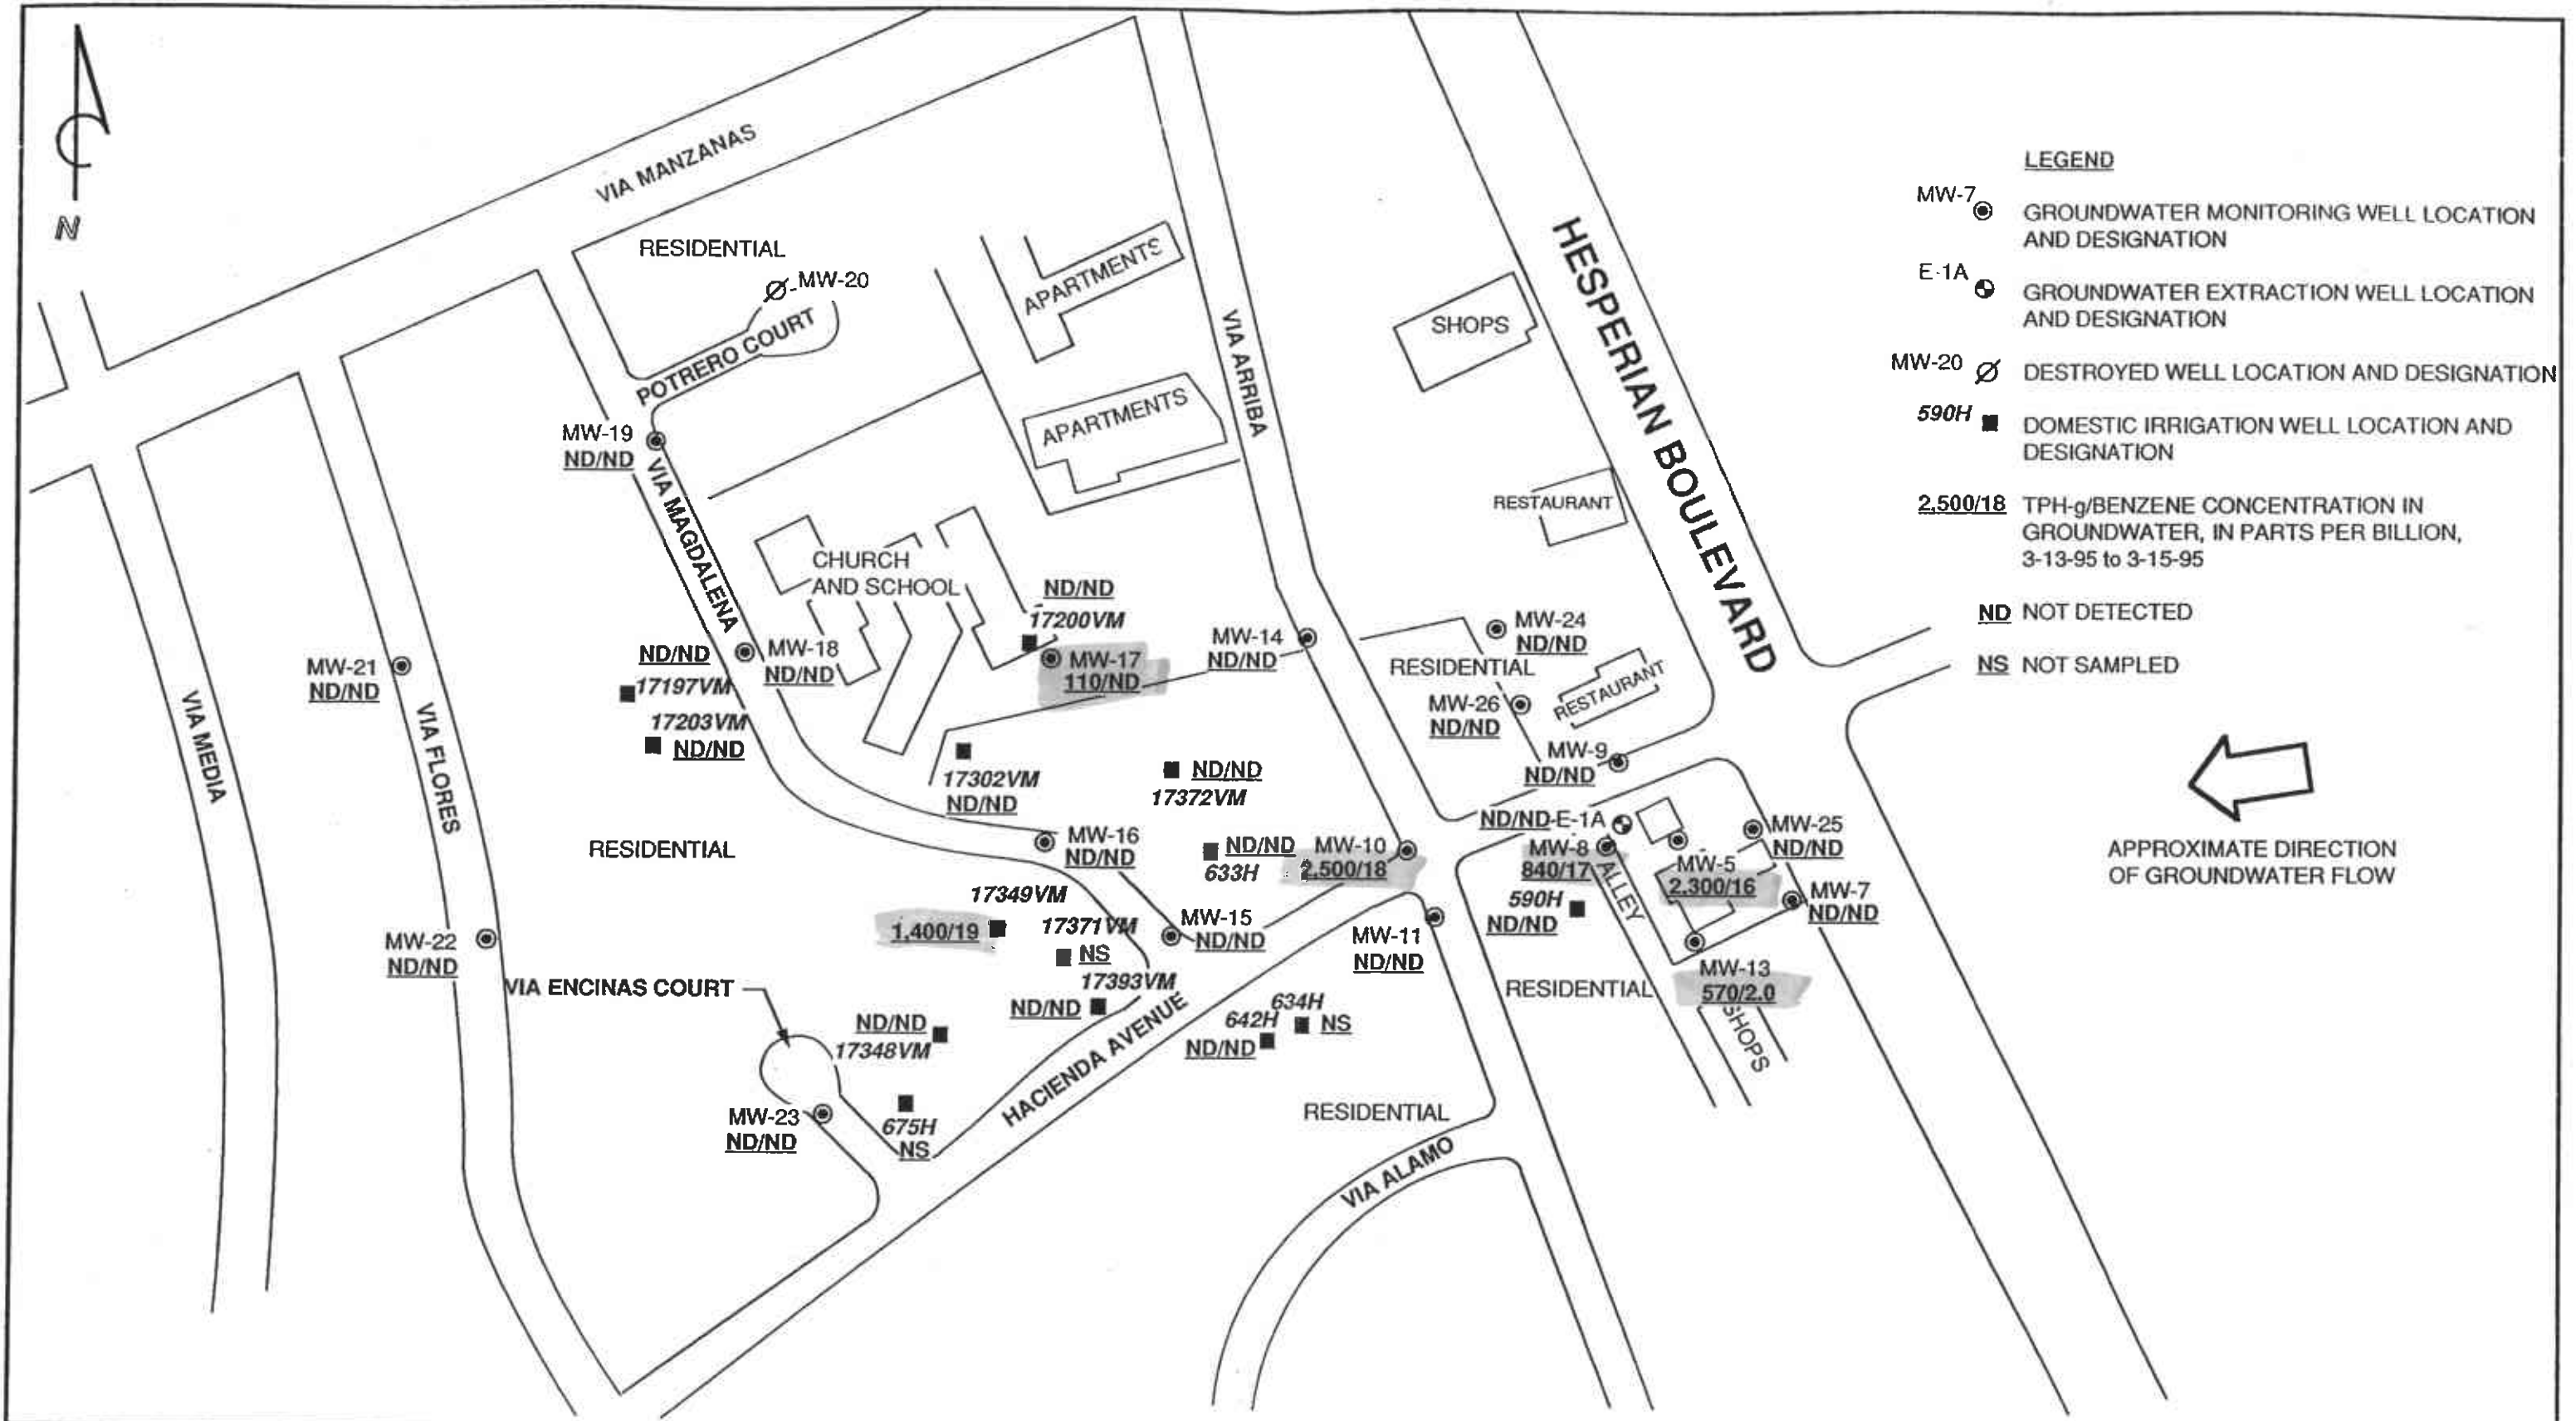 N
VIA MANZANAS
RESIDENTIAL
MW-20
POTRERO COURT
APARTMENTS
APARTMENTS
VIA ARRIBA
SHOPS
HESPERIAN BOULEVARD
RESTAURANT
LEGEND
MW-7
GROUNDWATER MONITORING WELL LOCATION
AND DESIGNATION
E-1A
GROUNDWATER EXTRACTION WELL LOCATION
AND DESIGNATION
MW-20
DESTROYED WELL LOCATION AND DESIGNATION
590H
DOMESTIC IRRIGATION WELL LOCATION AND
DESIGNATION
2,500/18
TPH-g/BENZENE CONCENTRATION IN
GROUNDWATER, IN PARTS PER BILLION,
3-13-95 to 3-15-95
ND NOT DETECTED
NS NOT SAMPLED
MW-19
ND/ND
VIA MAGDALENA
CHURCH
AND SCHOOL
ND/ND
17200VM
MW-17
110/ND
MW-14
ND/ND
MW-24
ND/ND
RESIDENTIAL
RESTAURANT
MW-26
ND/ND
MW-9
ND/ND
MW-21
ND/ND
VIA MEDIA
VIA FLORES
MW-18
ND/ND
ND/ND
17197VM
17203VM
ND/ND
17302VM
ND/ND
ND/ND
17372VM
RESIDENTIAL
MW-16
ND/ND
ND/ND
633H
MW-10
2,500/18
ND/ND-E-1A
MW-8
840/17
ALLEY
MW-5
2,300/16
MW-25
ND/ND
MW-7
ND/ND
590H
ND/ND
APPROXIMATE DIRECTION
OF GROUNDWATER FLOW
17349VM
1,400/19
17371VM
NS
MW-15
ND/ND
MW-11
ND/ND
MW-22
ND/ND
VIA ENCINAS COURT
17393VM
ND/ND
ND/ND
17348VM
634H
NS
642H
ND/ND
RESIDENTIAL
MW-13
570/2.0
SHOPS
HACIENDA AVENUE
MW-23
ND/ND
675H
NS
RESIDENTIAL
VIA ALAMO